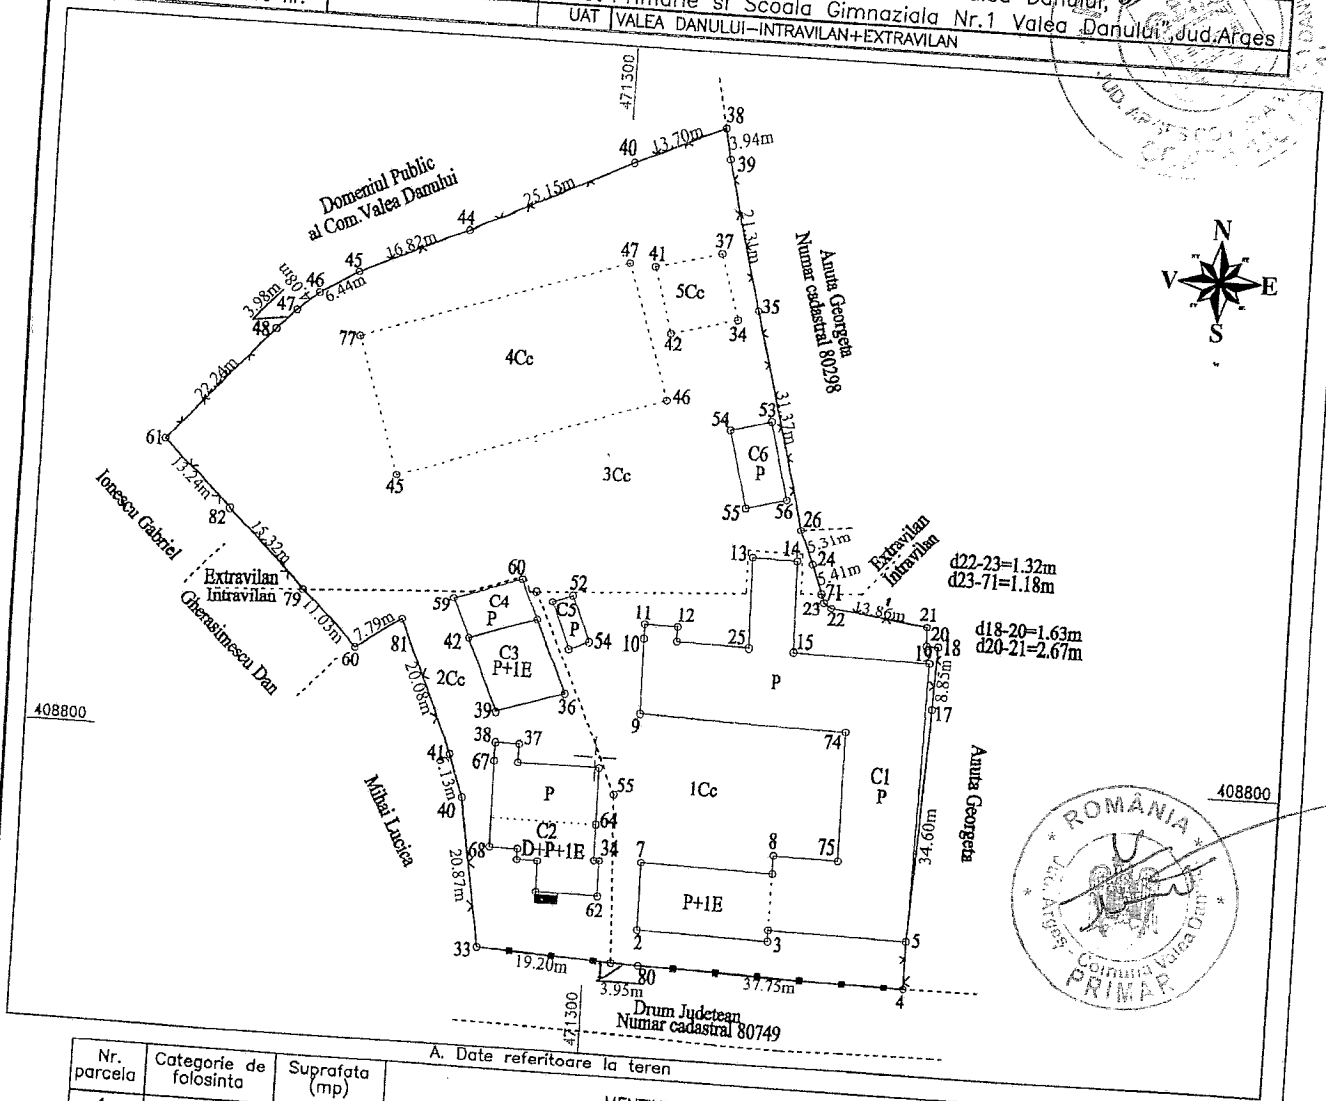 Primarie si Scoala Gimnaziala Nr.1 Valea Danului",Jud.Arges
UAT VALEA DANULUI-INTRAVILAN+EXTRAVILAN
471300
38
13.70m
40
3.94m
39
Domeniul Public
al Com.Valea Danului
25.15m
44
16.82m
45
21.31m
37
47
41
46
6.44m
4.08m
3.98m
47
48
5Cc
35
Anuta Georgeta
Numar cadastral 80298
N
V
E
S
77
42
34
4Cc
22.24m
46
31.37m
54
53
C6
P
61
13.24m
45
3Cc
55
56
Ionescu Gabriel
82
15.32m
26
5.31m
24
5.41m
Extravilan
Intravilan
d22-23=1.32m
d23-71=1.18m
13
14
60
Extravilan
Intravilan
79
59
C4
P
52
C5
P
54
71
23
22
13.86m
21
11.03m
Gherasimescu Dan
7.79m
60
81
42
C3
P+1E
11
12
10
25
15
20
19
18
d18-20=1.63m
d20-21=2.67m
20.08m
2Cc
P
8.85m
39
36
9
17
408800
38
37
74
41
67
C1
P
Anuta Georgeta
40
P
55
1Cc
408800
Mihai Lucica
64
C2
D+P+1E
68
34
7
8
75
34.60m
20.87m
62
P+1E
2
3
5
33
19.20m
80
3.95m
37.75m
4
Drum Judetean
Numar cadastral 80749
471300
ROMÂNIA
Jud. Argeş - Comuna Valea Dan
PRIMAR
A. Date referitoare la teren
Nr.
parcela
Categorie de
folosinta
Suprafata
(mp)